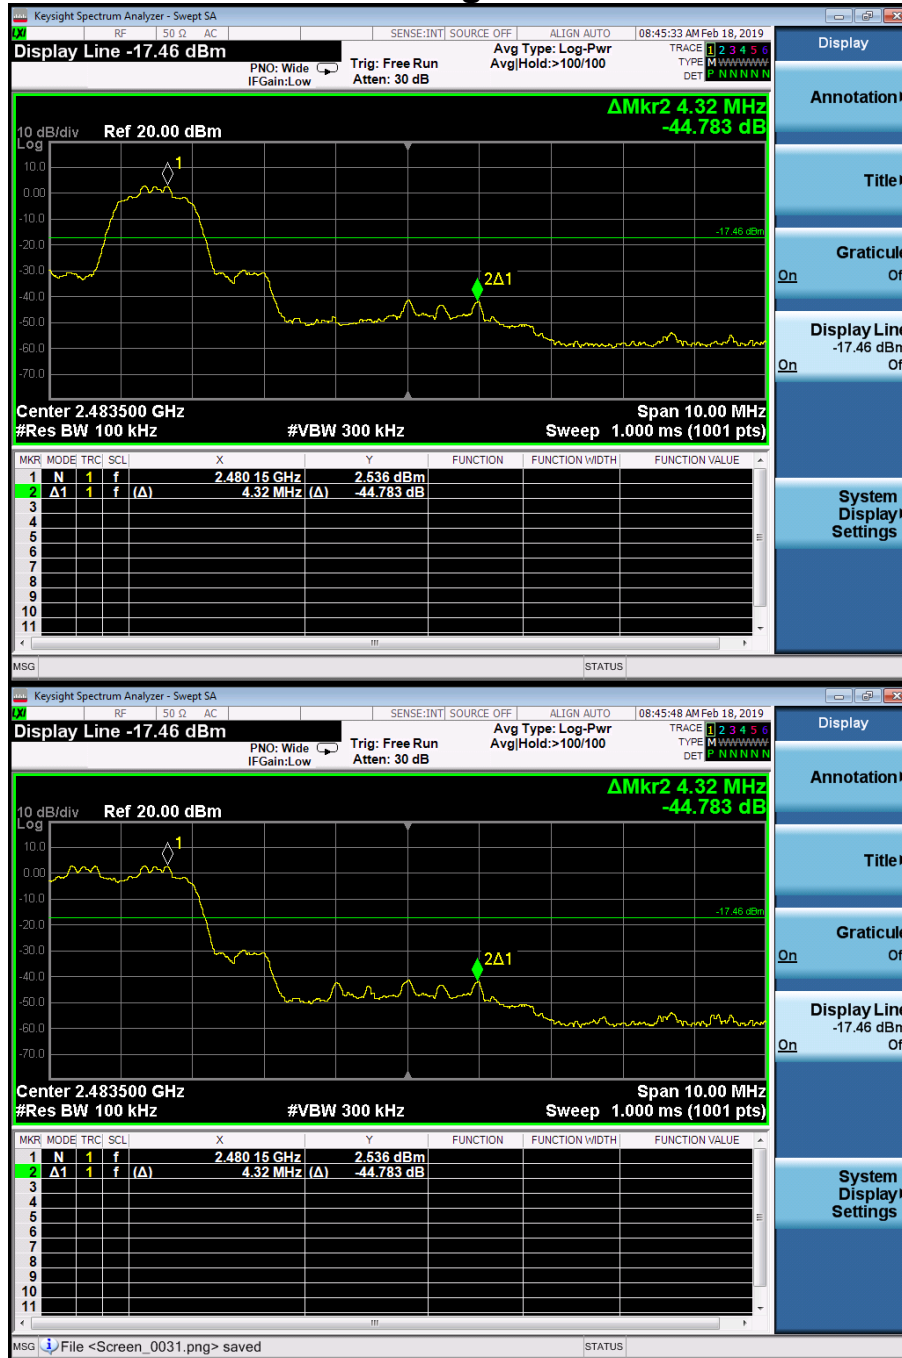 Keysight Spectrum Analyzer - Swept SA
LXI RF 50 Ω AC SENSE:INT SOURCE OFF ALIGN AUTO 08:45:33 AM Feb 18, 2019
Display Line -17.46 dBm
Avg Type: Log-Pwr
TRACE 1 2 3 4 5 6
PNO: Wide Trig: Free Run Avg|Hold:>100/100
TYPE M WWWWW
IFGain:Low Atten: 30 dB
DET P N N N N N
ΔMkr2 4.32 MHz
-44.783 dB
10 dB/div Ref 20.00 dBm
Log
10.0
1
0.00
-10.0
-17.46 dBm
-20.0
-30.0
2Δ1
-40.0
-50.0
-60.0
-70.0
Center 2.483500 GHz Span 10.00 MHz
#Res BW 100 kHz #VBW 300 kHz Sweep 1.000 ms (1001 pts)
MKR MODE TRC SCL X Y FUNCTION FUNCTION WIDTH FUNCTION VALUE
1 N 1 f 2.480 15 GHz 2.536 dBm
2 Δ1 1 f (Δ) 4.32 MHz (Δ) -44.783 dB
3
4
5
6
7
8
9
10
11
MSG STATUS
Display
Annotation
Title
Graticule
On Of
Display Line
-17.46 dBm
On Of
System
Display
Settings
Keysight Spectrum Analyzer - Swept SA
LXI RF 50 Ω AC SENSE:INT SOURCE OFF ALIGN AUTO 08:45:48 AM Feb 18, 2019
Display Line -17.46 dBm
Avg Type: Log-Pwr
TRACE 1 2 3 4 5 6
PNO: Wide Trig: Free Run Avg|Hold:>100/100
TYPE M WWWWW
IFGain:Low Atten: 30 dB
DET P N N N N N
ΔMkr2 4.32 MHz
-44.783 dB
10 dB/div Ref 20.00 dBm
Log
10.0
1
0.00
-10.0
-17.46 dBm
-20.0
-30.0
2Δ1
-40.0
-50.0
-60.0
-70.0
Center 2.483500 GHz Span 10.00 MHz
#Res BW 100 kHz #VBW 300 kHz Sweep 1.000 ms (1001 pts)
MKR MODE TRC SCL X Y FUNCTION FUNCTION WIDTH FUNCTION VALUE
1 N 1 f 2.480 15 GHz 2.536 dBm
2 Δ1 1 f (Δ) 4.32 MHz (Δ) -44.783 dB
3
4
5
6
7
8
9
10
11
MSG File <Screen_0031.png> saved STATUS
Display
Annotation
Title
Graticule
On Of
Display Line
-17.46 dBm
On Of
System
Display
Settings